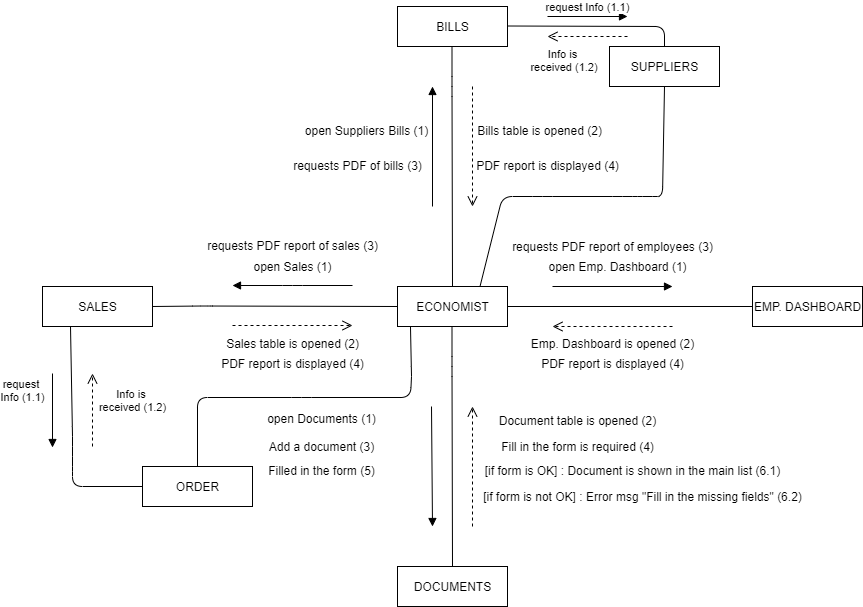 request Info (1.1)
BILLS
Info is
received (1.2)
SUPPLIERS
open Suppliers Bills (1)
Bills table is opened (2)
requests PDF of bills (3)
PDF report is displayed (4)
requests PDF report of sales (3)
requests PDF report of employees (3)
open Sales (1)
open Emp. Dashboard (1)
SALES
ECONOMIST
EMP. DASHBOARD
Sales table is opened (2)
Emp. Dashboard is opened (2)
PDF report is displayed (4)
PDF report is displayed (4)
request
Info (1.1)
Info is
received (1.2)
open Documents (1)
Document table is opened (2)
Add a document (3)
Fill in the form is required (4)
Filled in the form (5)
[if form is OK] : Document is shown in the main list (6.1)
ORDER
[if form is not OK] : Error msg "Fill in the missing fields" (6.2)
DOCUMENTS